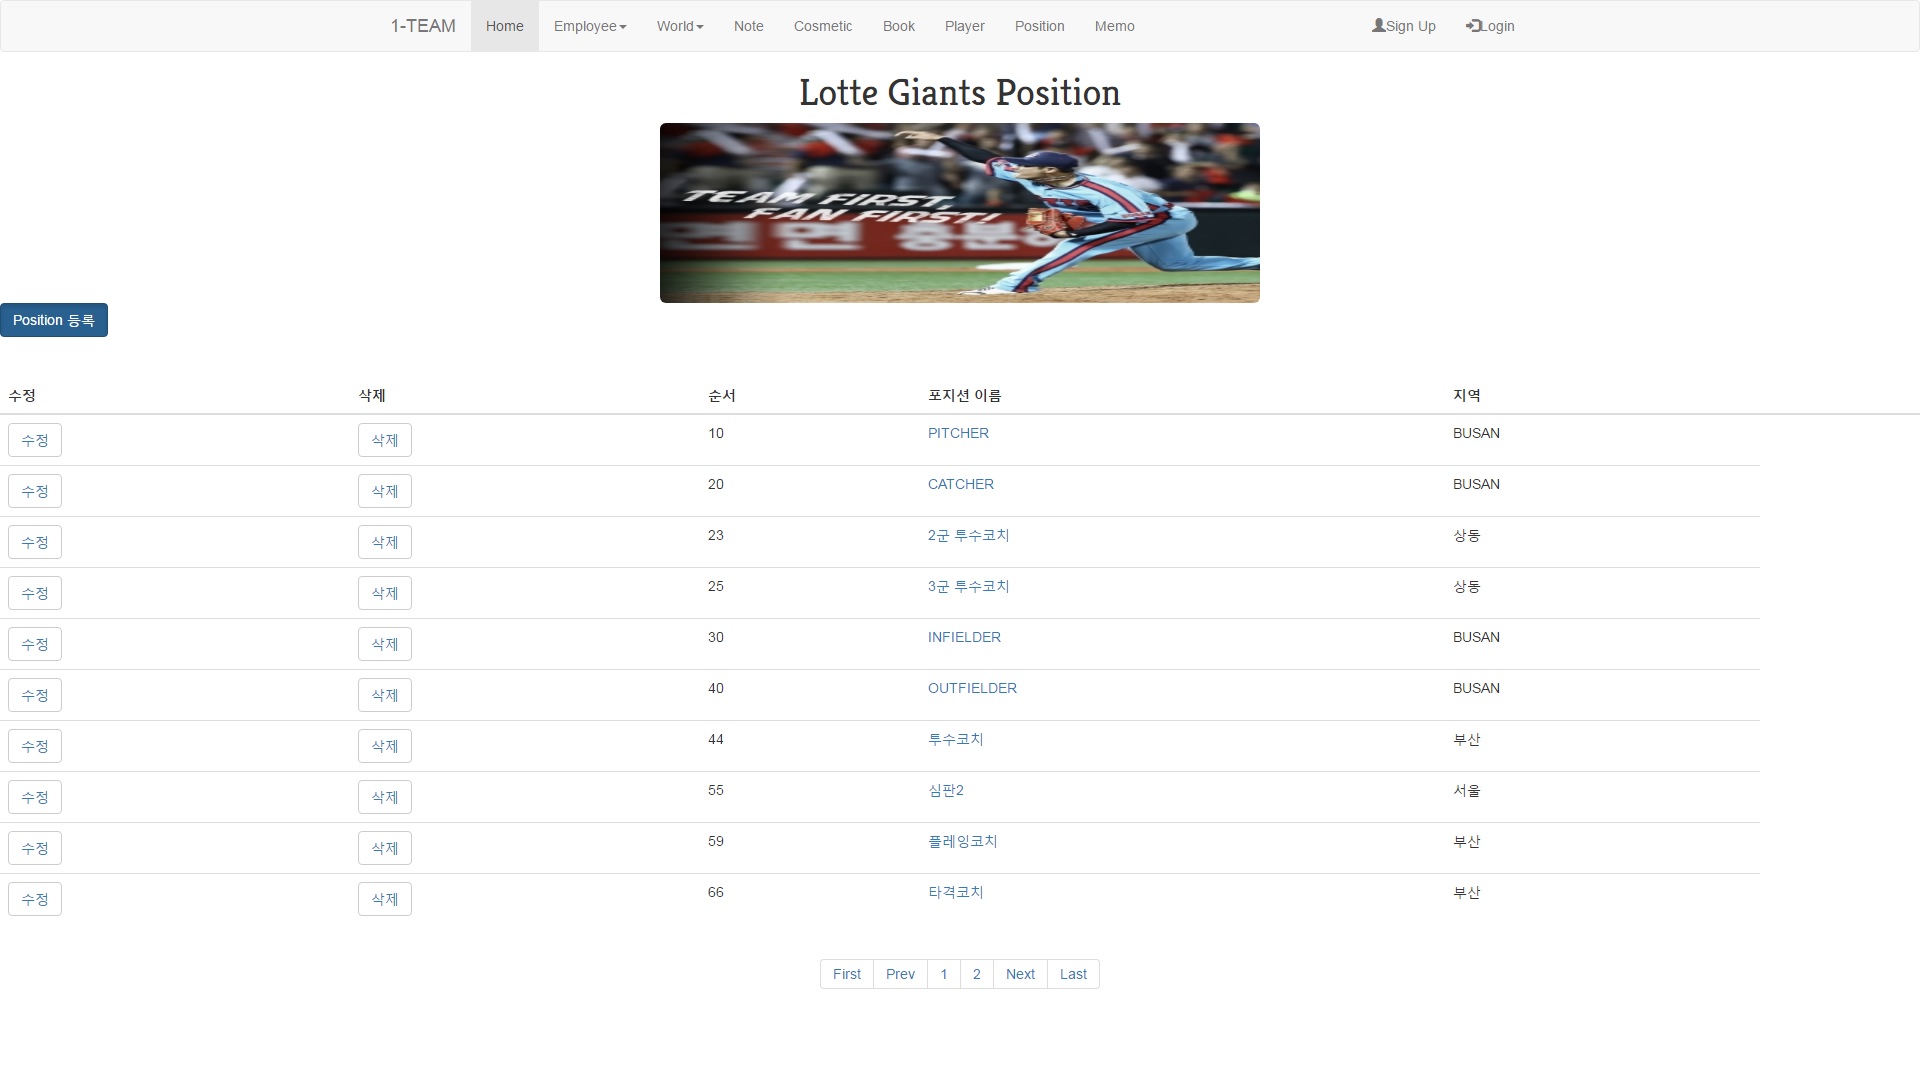 1-TEAM Home Employee World Note Cosmetic Book Player Position Memo Sign Up Login
Lotte Giants Position
TEAM FIRST,
FAN FIRST!
Position 등록
수정 삭제 순서 포지션 이름 지역
수정 삭제 10 PITCHER BUSAN
수정 삭제 20 CATCHER BUSAN
수정 삭제 23 2군 투수코치 상동
수정 삭제 25 3군 투수코치 상동
수정 삭제 30 INFIELDER BUSAN
수정 삭제 40 OUTFIELDER BUSAN
수정 삭제 44 투수코치 부산
수정 삭제 55 심판2 서울
수정 삭제 59 플레잉코치 부산
수정 삭제 66 타격코치 부산
First Prev 1 2 Next Last